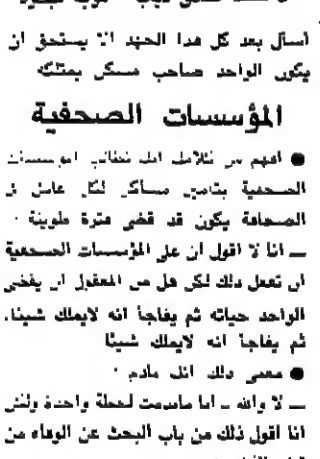 أسأل بعد كل هذا الجهد ألا يستحق ان
يكون الواحد صاحب مسكن يمتلكه
المؤسسات الصحفية
● افهم من كلامك انك تطالب المؤسسات
الصحفية بتامين مساكن لكل عامل في
الصحافة يكون قد قضى فترة طويلة .
ــ انا لا اقول ان على المؤسسات الصحفية
ان تفعل ذلك لكن هل من المعقول ان يقضي
الواحد حياته ثم يفاجأ انه لايملك شيئا.
ثم يفاجأ انه لايملك شيئا
● معنى ذلك انك نادم .
ــ لا والله ــ انا ماندمت لحظة واحدة ولكن
انا اقول ذلك من باب البحث عن الوفاء من